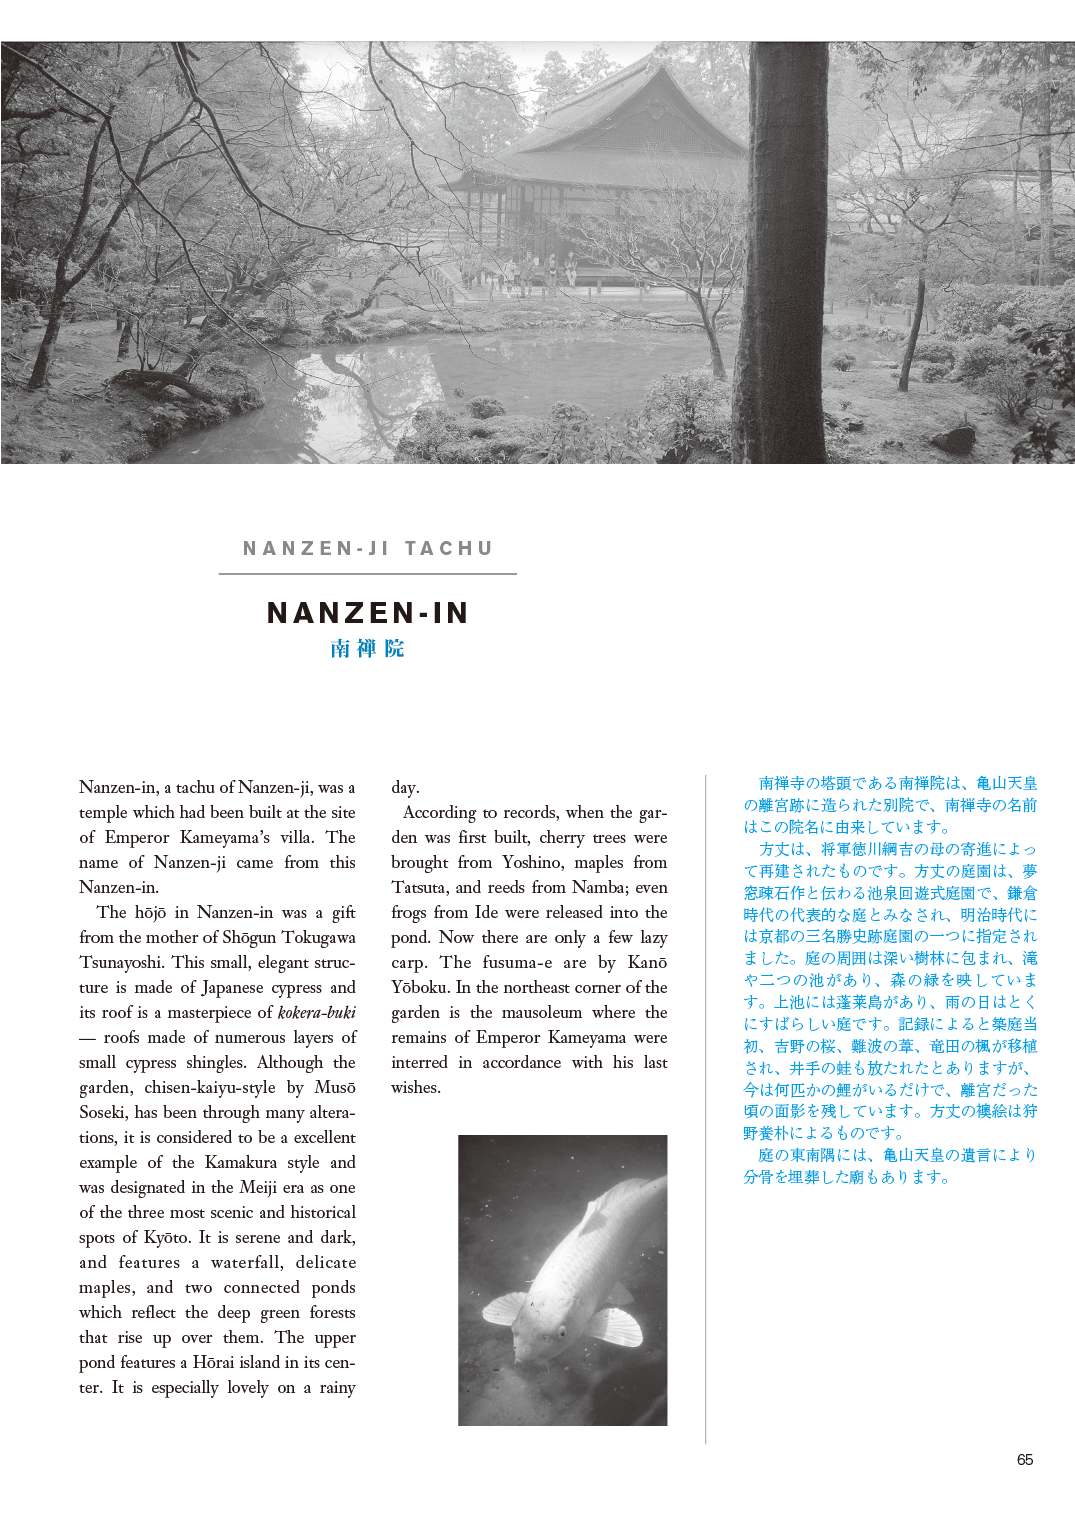 NANZEN-JI TACHU
NANZEN-IN
南禅院
Nanzen-in, a tachu of Nanzen-ji, was a
temple which had been built at the site
of Emperor Kameyama’s villa. The
name of Nanzen-ji came from this
Nanzen-in.
The hōjō in Nanzen-in was a gift
from the mother of Shōgun Tokugawa
Tsunayoshi. This small, elegant struc-
ture is made of Japanese cypress and
its roof is a masterpiece of kokera-buki
— roofs made of numerous layers of
small cypress shingles. Although the
garden, chisen-kaiyu-style by Musō
Soseki, has been through many altera-
tions, it is considered to be a excellent
example of the Kamakura style and
was designated in the Meiji era as one
of the three most scenic and historical
spots of Kyōto. It is serene and dark,
and features a waterfall, delicate
maples, and two connected ponds
which reflect the deep green forests
that rise up over them. The upper
pond features a Hōrai island in its cen-
ter. It is especially lovely on a rainy
day.
According to records, when the gar-
den was first built, cherry trees were
brought from Yoshino, maples from
Tatsuta, and reeds from Namba; even
frogs from Ide were released into the
pond. Now there are only a few lazy
carp. The fusuma-e are by Kanō
Yōboku. In the northeast corner of the
garden is the mausoleum where the
remains of Emperor Kameyama were
interred in accordance with his last
wishes.
南禅寺の塔頭である南禅院は、亀山天皇
の離宮跡に造られた別院で、南禅寺の名前
はこの院名に由来しています。
方丈は、将軍徳川綱吉の母の寄進によっ
て再建されたものです。方丈の庭園は、夢
窓疎石作と伝わる池泉回遊式庭園で、鎌倉
時代の代表的な庭とみなされ、明治時代に
は京都の三名勝史跡庭園の一つに指定され
ました。庭の周囲は深い樹林に包まれ、滝
や二つの池があり、森の緑を映していま
す。上池には蓬莱島があり、雨の日はとく
にすばらしい庭です。記録によると築庭当
初、吉野の桜、難波の葦、竜田の楓が移植
され、井手の蛙も放たれたとありますが、
今は何匹かの鯉がいるだけで、離宮だった
頃の面影を残しています。方丈の襖絵は狩
野養朴によるものです。
庭の東南隅には、亀山天皇の遺言により
分骨を埋葬した廟もあります。
65